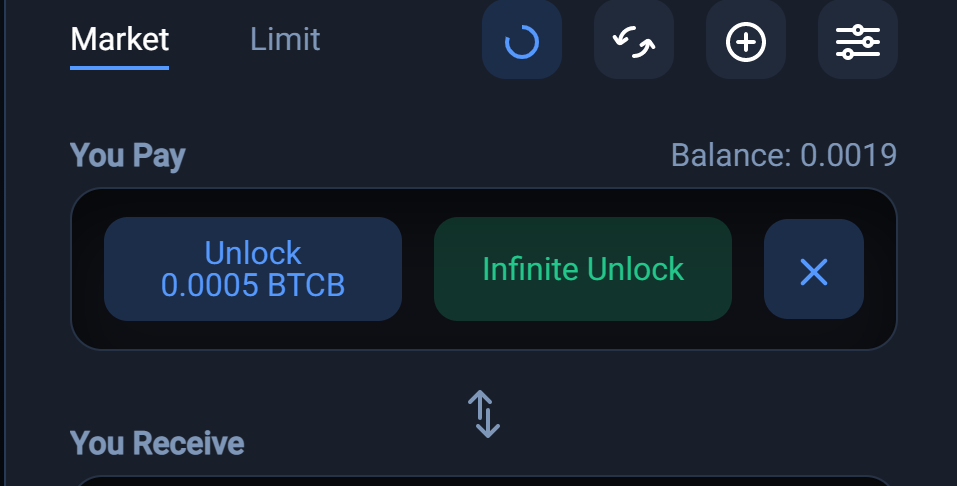 Market Limit
You Pay Balance: 0.0019
Unlock
0.0005 BTCB
Infinite Unlock
You Receive